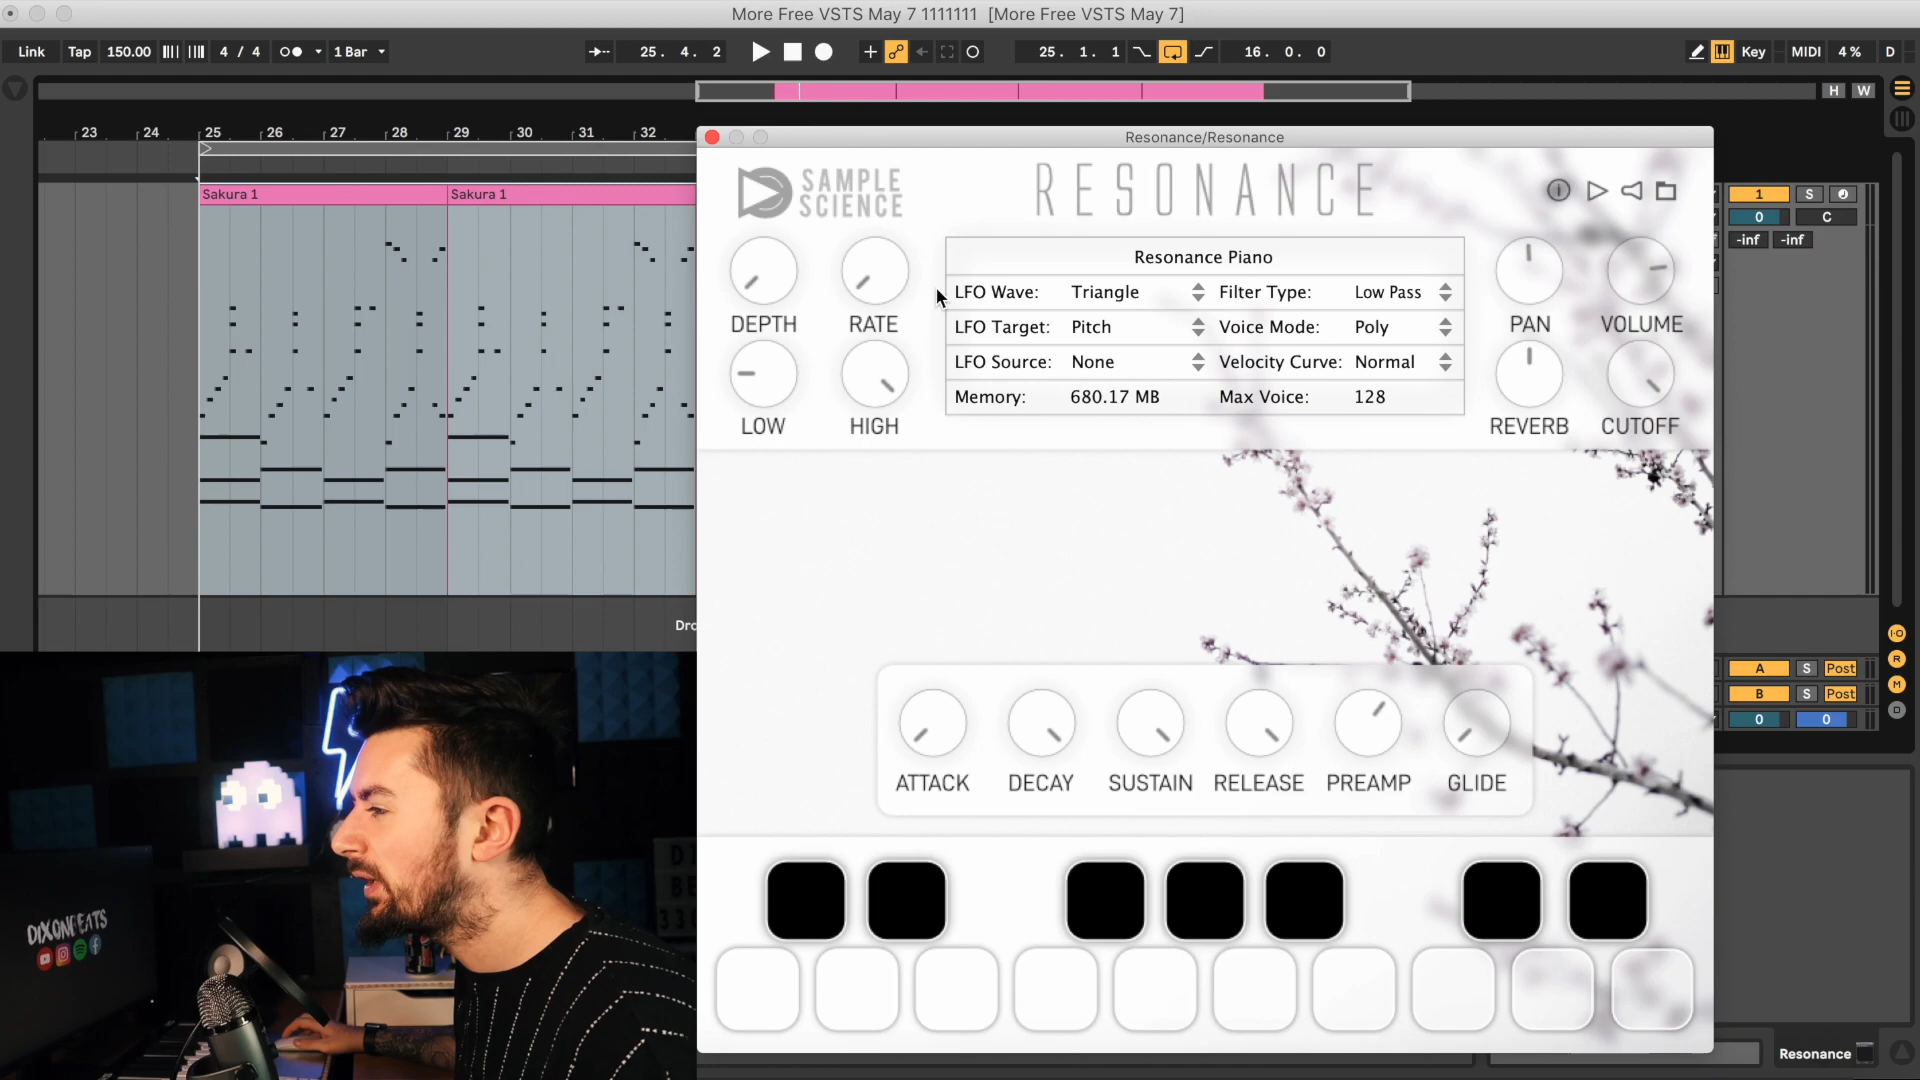 More Free VSTS May 7 1111111 [More Free VSTS May 7]
Link Tap 150.00 4 / 4 1 Bar 25. 4. 2 25. 1. 1 16. 0. 0 Key MIDI 4 % D
H W
23 24 25 26 27 28 29 30 31 32
Resonance/Resonance
Sakura 1 Sakura 1
SAMPLE
SCIENCE
RESONANCE
1 S
0 C
-inf -inf
Resonance Piano
LFO Wave: Triangle Filter Type: Low Pass
DEPTH RATE PAN VOLUME
LFO Target: Pitch Voice Mode: Poly
LFO Source: None Velocity Curve: Normal
Memory: 680.17 MB Max Voice: 128
LOW HIGH REVERB CUTOFF
Drc
I·O
R
M
D
A S Post
B S Post
0 0
ATTACK DECAY SUSTAIN RELEASE PREAMP GLIDE
DIXONBEATS
Resonance